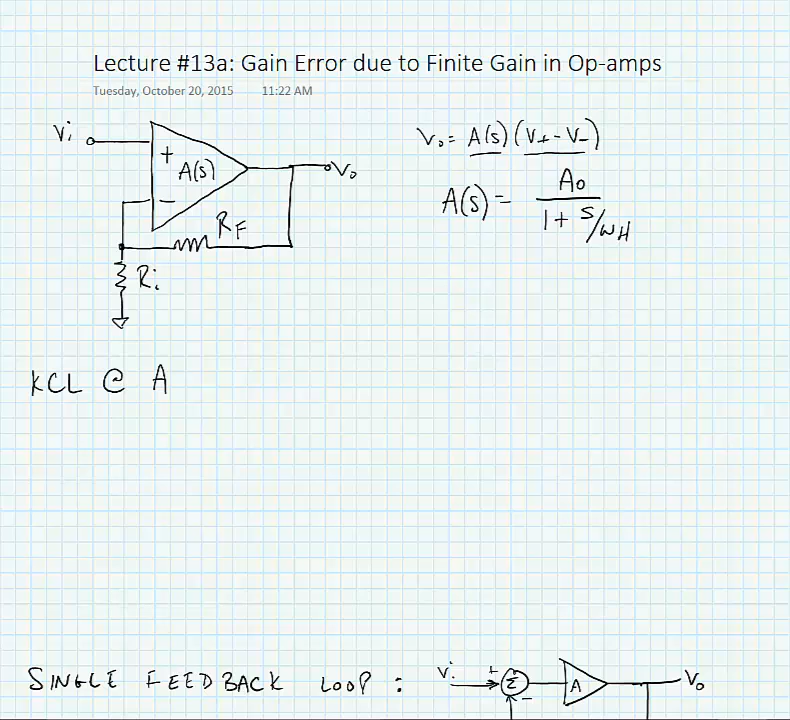 Lecture #13a: Gain Error due to Finite Gain in Op-amps
Tuesday, October 20, 2015 11:22 AM
Vi + A(s) - Vo
RF
Ri
Vo = A(s) (V+ - V-)
A(s) = Ao / 1 + s/ωH
KCL @ A
SINGLE FEEDBACK LOOP :
Vi + Σ - A Vo